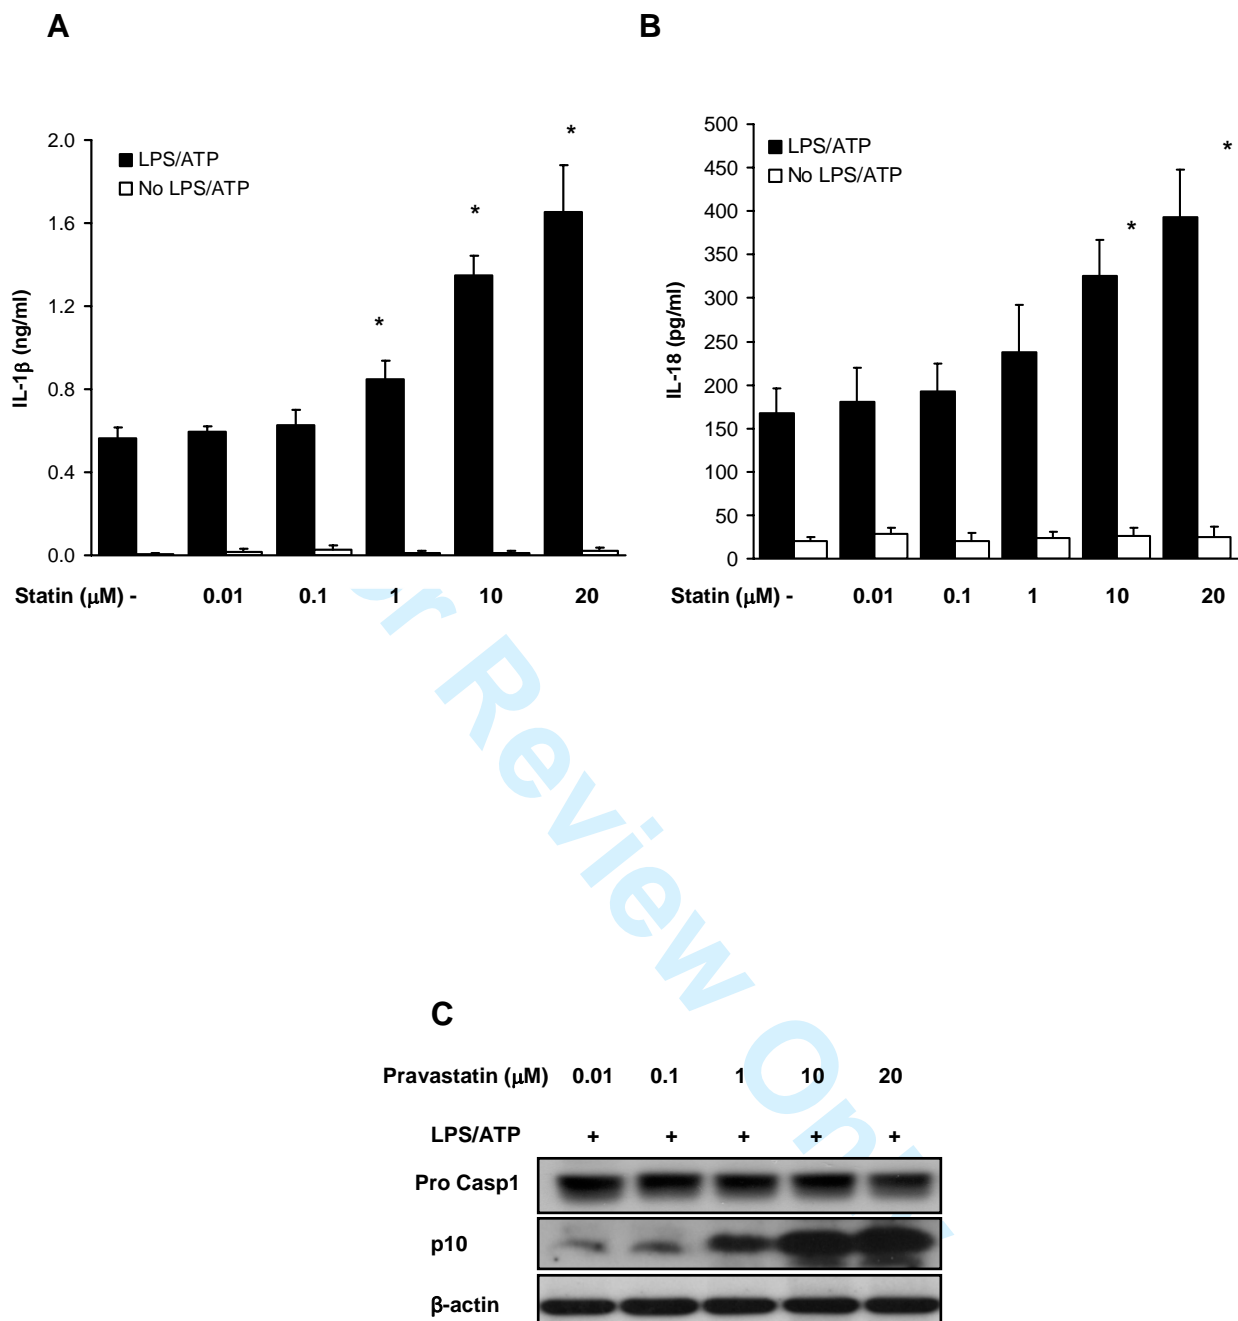 A
B
2.0
1.6
1.2
0.8
0.4
0.0
IL-1β (ng/ml)
LPS/ATP
No LPS/ATP
*
*
*
Statin (μM) - 0.01 0.1 1 10 20
500
450
400
350
300
250
200
150
100
50
0
IL-18 (pg/ml)
LPS/ATP
No LPS/ATP
*
*
Statin (μM) - 0.01 0.1 1 10 20
or Review Only
C
Pravastatin (μM) 0.01 0.1 1 10 20
LPS/ATP + + + + +
Pro Casp1
p10
β-actin